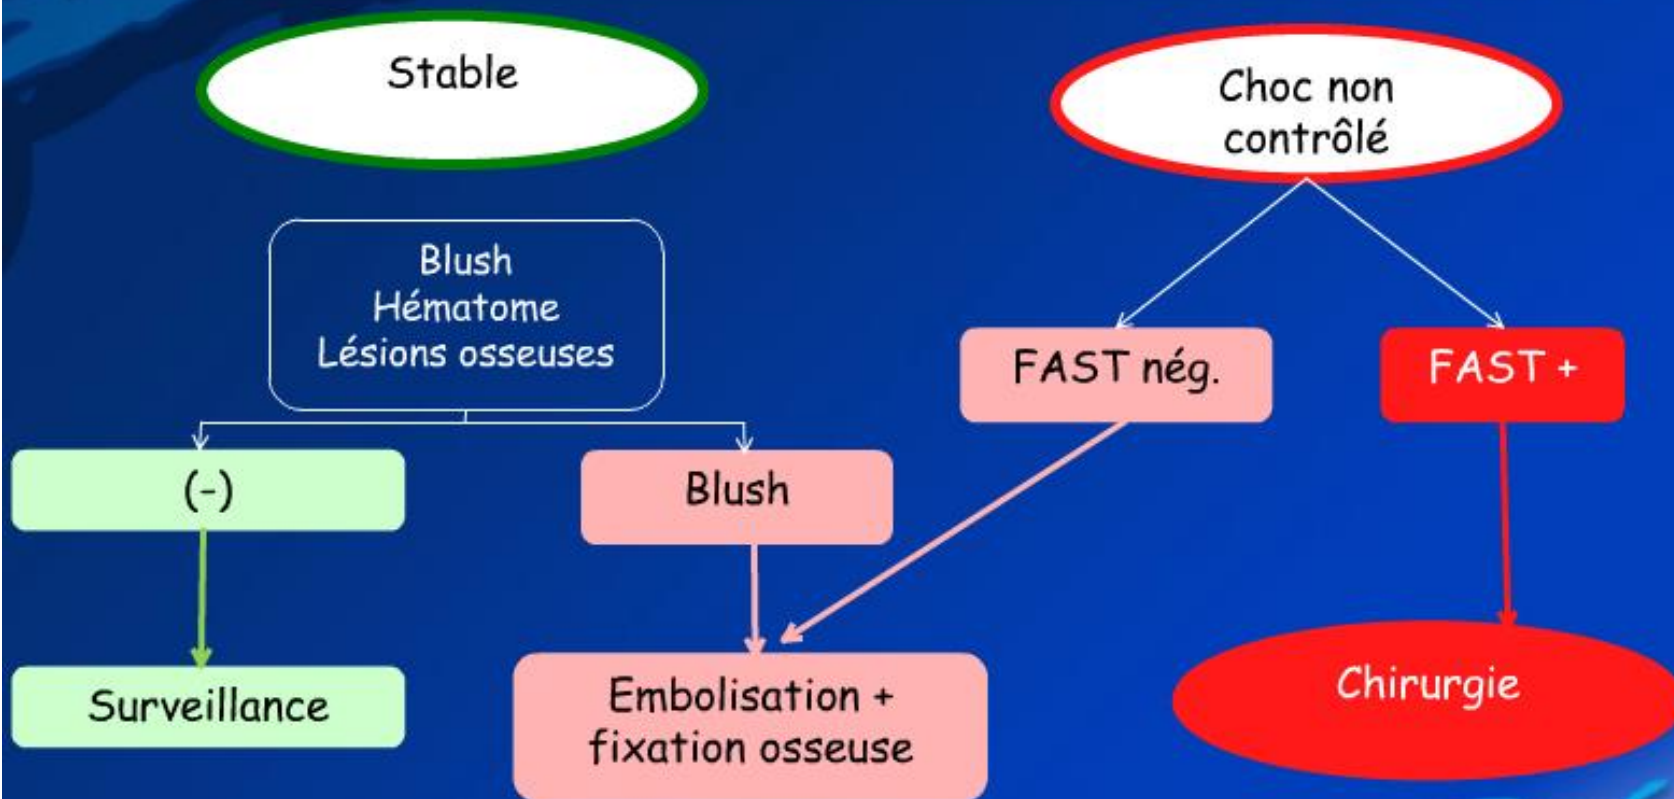 Stable
Choc non
contrôlé
Blush
Hématome
Lésions osseuses
FAST nég.
FAST +
(-)
Blush
Surveillance
Embolisation +
fixation osseuse
Chirurgie